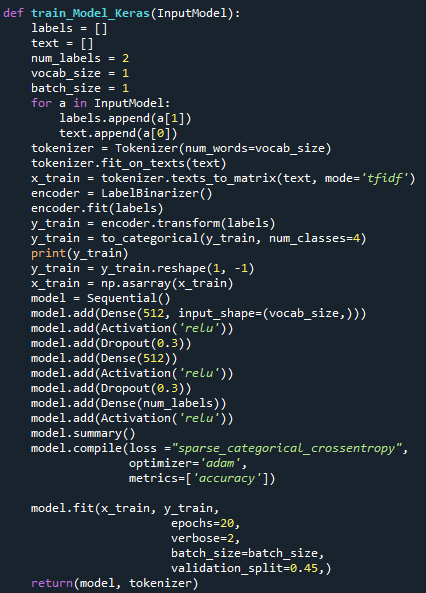 def train_Model_Keras(InputModel):
    labels = []
    text = []
    num_labels = 2
    vocab_size = 1
    batch_size = 1
    for a in InputModel:
        labels.append(a[1])
        text.append(a[0])
    tokenizer = Tokenizer(num_words=vocab_size)
    tokenizer.fit_on_texts(text)
    x_train = tokenizer.texts_to_matrix(text, mode='tfidf')
    encoder = LabelBinarizer()
    encoder.fit(labels)
    y_train = encoder.transform(labels)
    y_train = to_categorical(y_train, num_classes=4)
    print(y_train)
    y_train = y_train.reshape(1, -1)
    x_train = np.asarray(x_train)
    model = Sequential()
    model.add(Dense(512, input_shape=(vocab_size,)))
    model.add(Activation('relu'))
    model.add(Dropout(0.3))
    model.add(Dense(512))
    model.add(Activation('relu'))
    model.add(Dropout(0.3))
    model.add(Dense(num_labels))
    model.add(Activation('relu'))
    model.summary()
    model.compile(loss ="sparse_categorical_crossentropy",
                  optimizer='adam',
                  metrics=['accuracy'])

    model.fit(x_train, y_train,
                        epochs=20,
                        verbose=2,
                        batch_size=batch_size,
                        validation_split=0.45,)
    return(model, tokenizer)